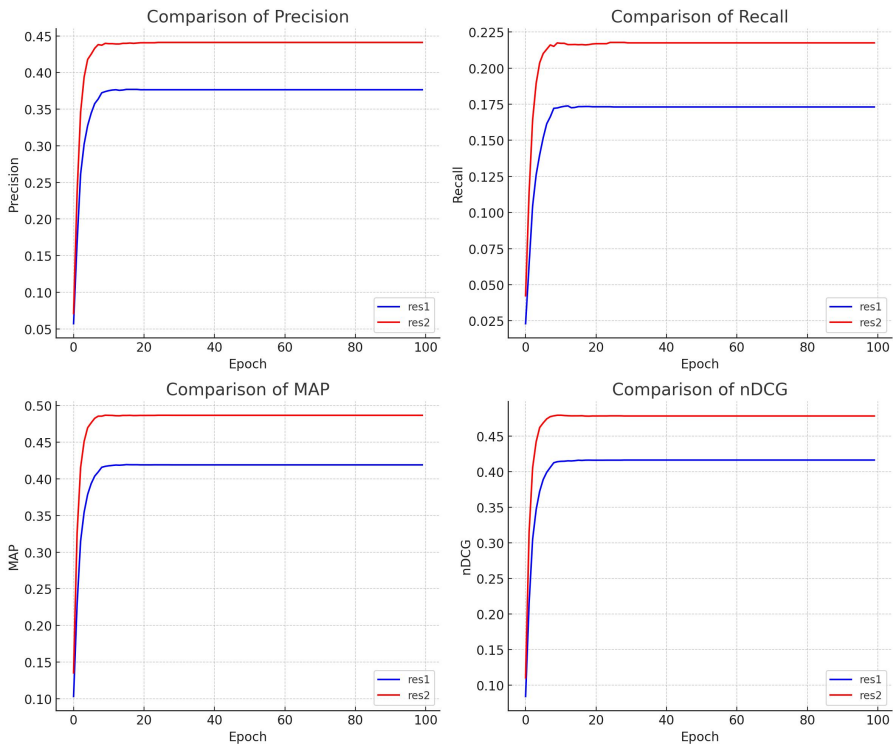 Comparison of Precision
0.45
0.40
0.35
0.30
0.25
0.20
0.15
0.10
0.05
Precision
0
20
40
60
80
100
Epoch
res1
res2
Comparison of Recall
0.225
0.200
0.175
0.150
0.125
0.100
0.075
0.050
0.025
Recall
0
20
40
60
80
100
Epoch
res1
res2
Comparison of MAP
0.50
0.45
0.40
0.35
0.30
0.25
0.20
0.15
0.10
MAP
0
20
40
60
80
100
Epoch
res1
res2
Comparison of nDCG
0.45
0.40
0.35
0.30
0.25
0.20
0.15
0.10
nDCG
0
20
40
60
80
100
Epoch
res1
res2